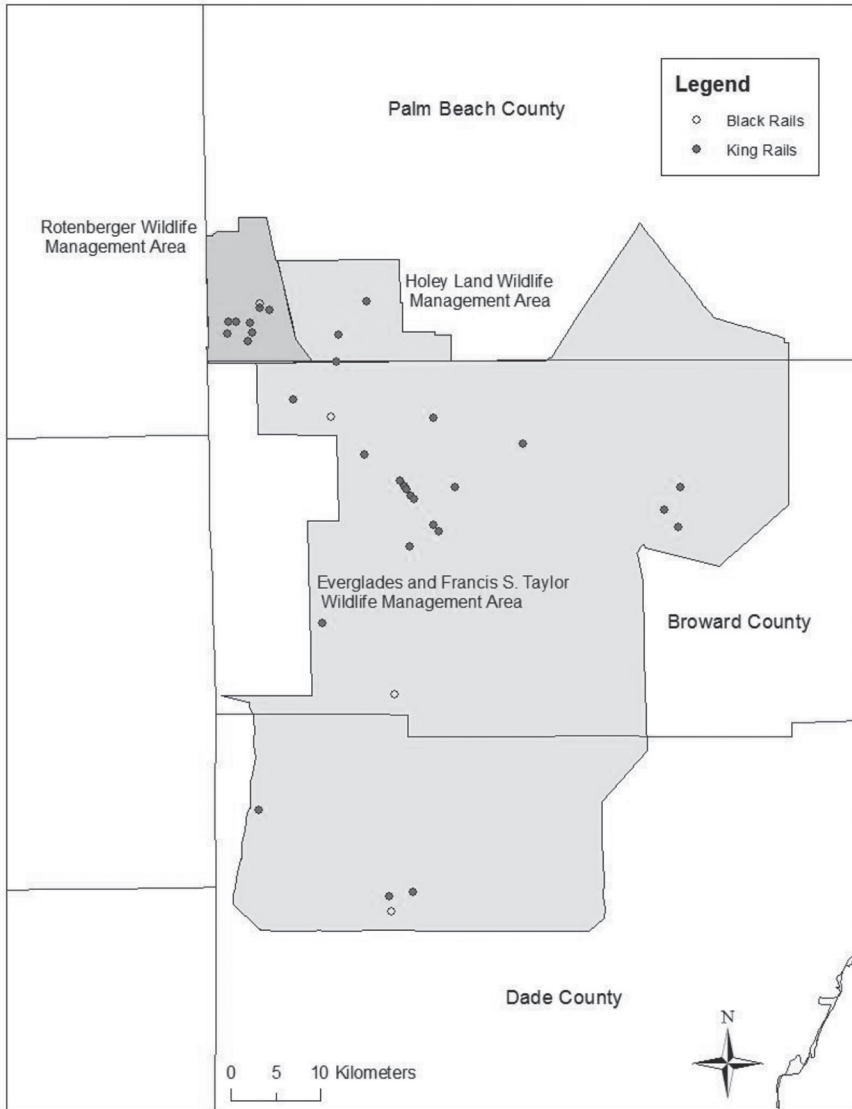 Legend
Black Rails
King Rails
Palm Beach County
Rotenberger Wildlife
Management Area
Holey Land Wildlife
Management Area
Everglades and Francis S. Taylor
Wildlife Management Area
Broward County
Dade County
N
0 5 10 Kilometers